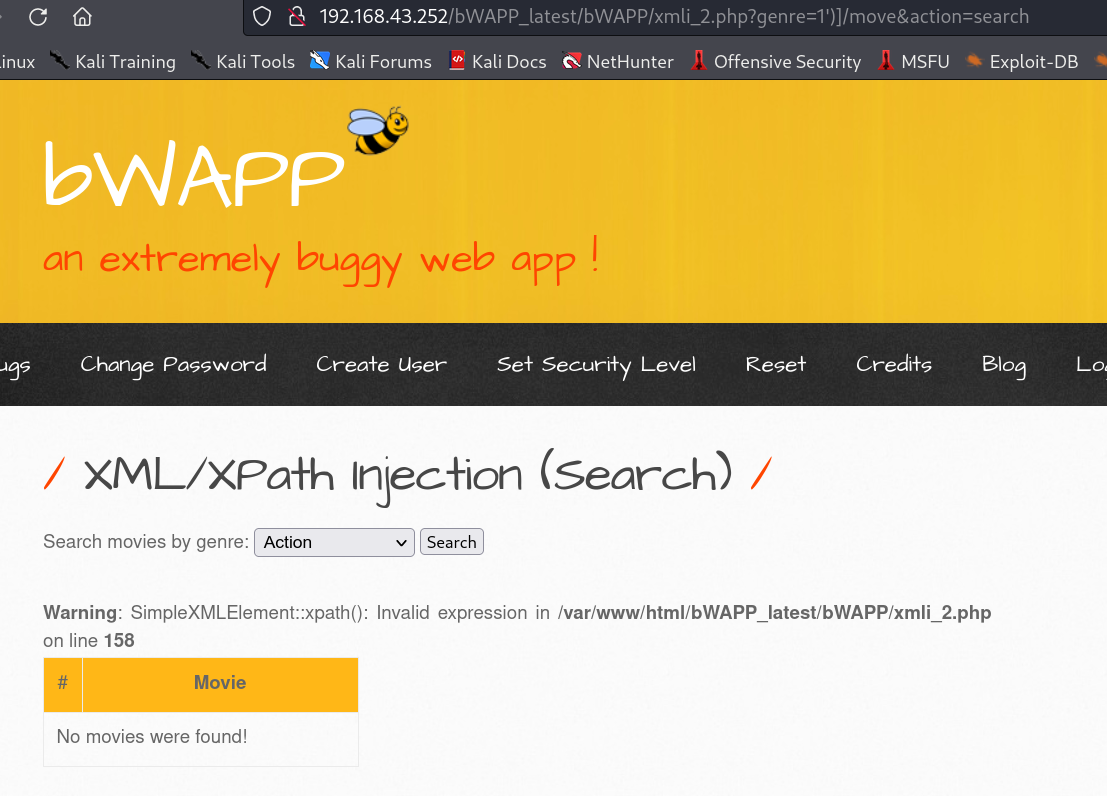 192.168.43.252/bWAPP_latest/bWAPP/xmli_2.php?genre=1')]/move&action=search
Kali Training Kali Tools Kali Forums Kali Docs NetHunter Offensive Security MSFU Exploit-DB
bWAPP
an extremely buggy web app !
Change Password Create User Set Security Level Reset Credits Blog
/ XML/XPath Injection (Search) /
Search movies by genre: Action Search
Warning: SimpleXMLElement::xpath(): Invalid expression in /var/www/html/bWAPP_latest/bWAPP/xmli_2.php
on line 158
# Movie
No movies were found!